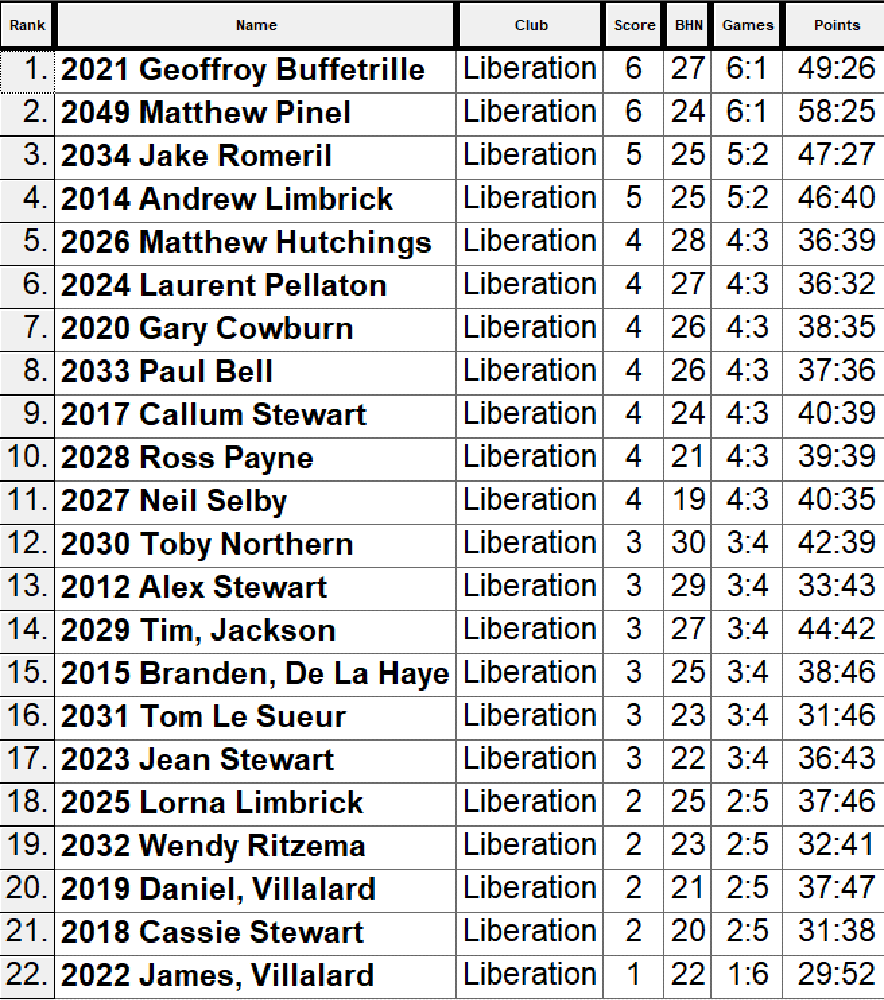 Rank Name Club Score BHN Games Points
1. 2021 Geoffroy Buffetrille Liberation 6 27 6:1 49:26
2. 2049 Matthew Pinel Liberation 6 24 6:1 58:25
3. 2034 Jake Romeril Liberation 5 25 5:2 47:27
4. 2014 Andrew Limbrick Liberation 5 25 5:2 46:40
5. 2026 Matthew Hutchings Liberation 4 28 4:3 36:39
6. 2024 Laurent Pellaton Liberation 4 27 4:3 36:32
7. 2020 Gary Cowburn Liberation 4 26 4:3 38:35
8. 2033 Paul Bell Liberation 4 26 4:3 37:36
9. 2017 Callum Stewart Liberation 4 24 4:3 40:39
10. 2028 Ross Payne Liberation 4 21 4:3 39:39
11. 2027 Neil Selby Liberation 4 19 4:3 40:35
12. 2030 Toby Northern Liberation 3 30 3:4 42:39
13. 2012 Alex Stewart Liberation 3 29 3:4 33:43
14. 2029 Tim, Jackson Liberation 3 27 3:4 44:42
15. 2015 Branden, De La Haye Liberation 3 25 3:4 38:46
16. 2031 Tom Le Sueur Liberation 3 23 3:4 31:46
17. 2023 Jean Stewart Liberation 3 22 3:4 36:43
18. 2025 Lorna Limbrick Liberation 2 25 2:5 37:46
19. 2032 Wendy Ritzema Liberation 2 23 2:5 32:41
20. 2019 Daniel, Villalard Liberation 2 21 2:5 37:47
21. 2018 Cassie Stewart Liberation 2 20 2:5 31:38
22. 2022 James, Villalard Liberation 1 22 1:6 29:52